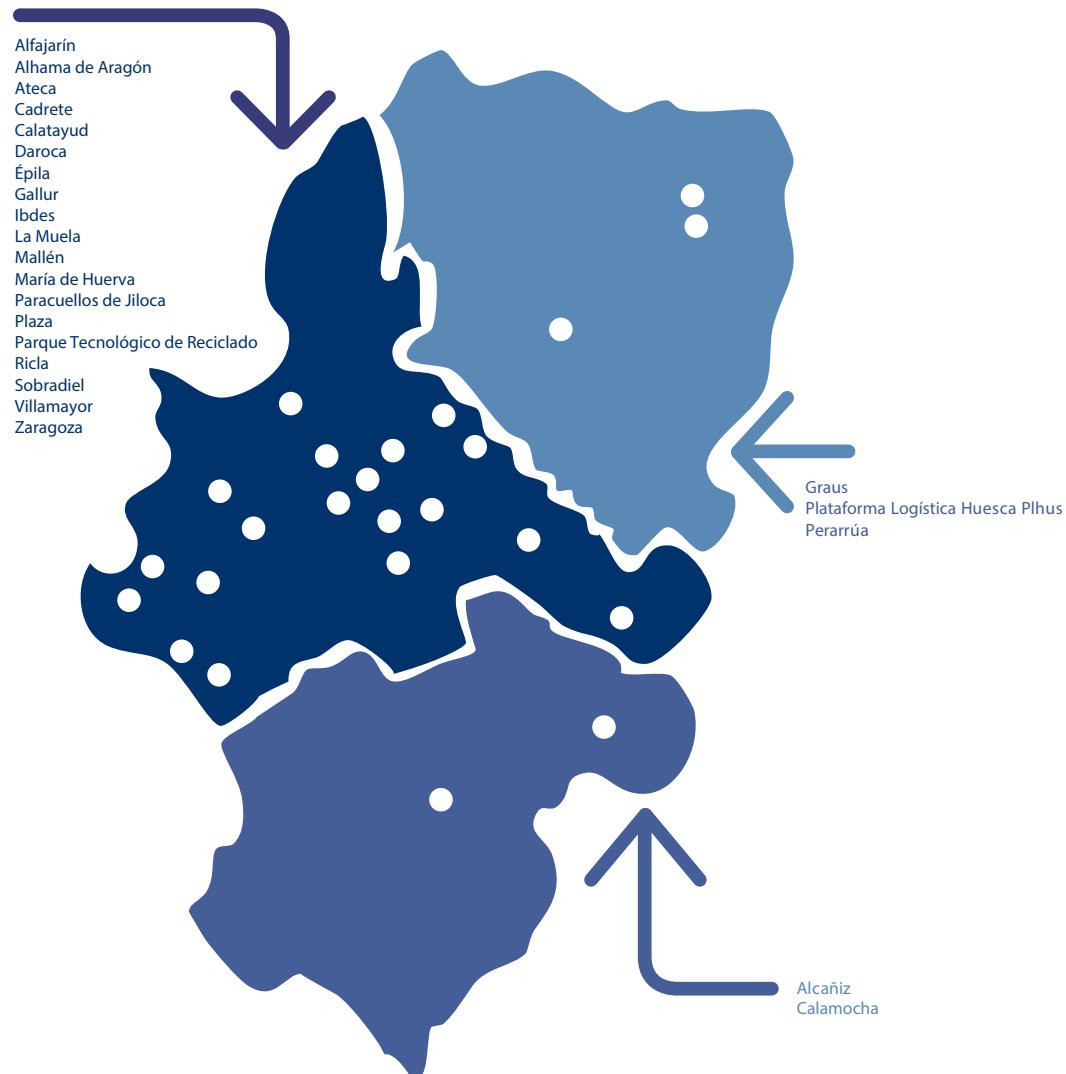 Alfajarín
Alhama de Aragón
Ateca
Cadrete
Calatayud
Daroca
Épila
Gallur
Ibdes
La Muela
Mallén
María de Huerva
Paracuellos de Jiloca
Plaza
Parque Tecnológico de Reciclado
Ricla
Sobradiel
Villamayor
Zaragoza
Graus
Plataforma Logística Huesca Plhus
Perarrúa
Alcañiz
Calamocha